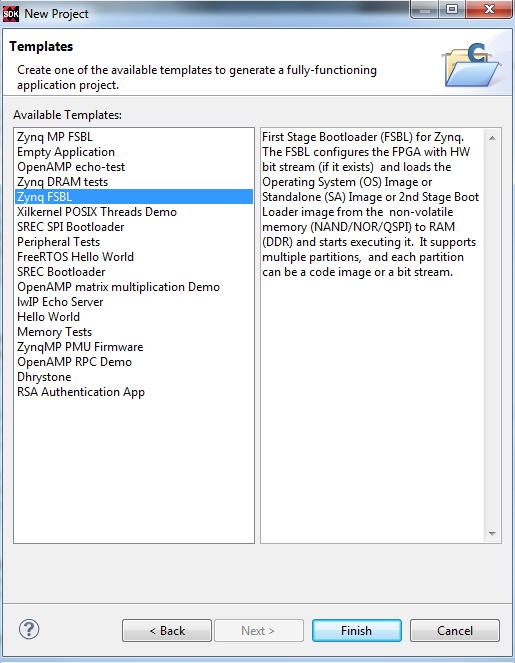 SDK New Project
Templates
Create one of the available templates to generate a fully-functioning
application project.
C
Available Templates:
Zynq MP FSBL
Empty Application
OpenAMP echo-test
Zynq DRAM tests
Zynq FSBL
Xilkernel POSIX Threads Demo
SREC SPI Bootloader
Peripheral Tests
FreeRTOS Hello World
SREC Bootloader
OpenAMP matrix multiplication Demo
lwIP Echo Server
Hello World
Memory Tests
ZynqMP PMU Firmware
OpenAMP RPC Demo
Dhrystone
RSA Authentication App
First Stage Bootloader (FSBL) for Zynq.
The FSBL configures the FPGA with HW
bit stream (if it exists)  and loads the
Operating System (OS) Image or
Standalone (SA) Image or 2nd Stage Boot
Loader image from the  non-volatile
memory (NAND/NOR/QSPI) to RAM
(DDR) and starts executing it.  It supports
multiple partitions,  and each partition
can be a code image or a bit stream.
?
< Back
Next >
Finish
Cancel